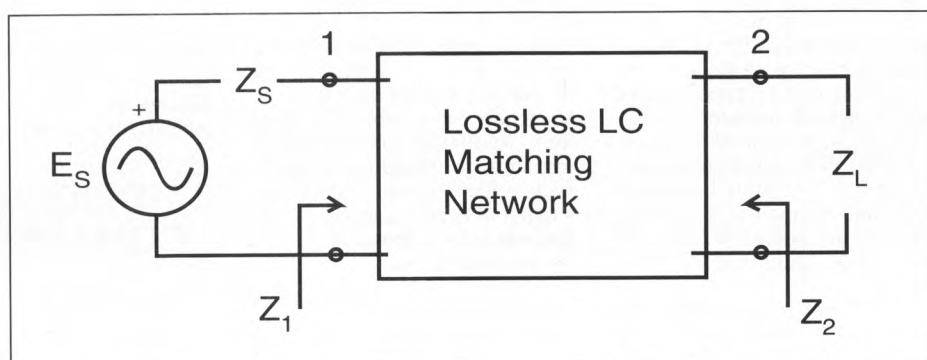 1
2
Z_S
+
E_S
Lossless LC
Matching
Network
Z_L
Z_1
Z_2